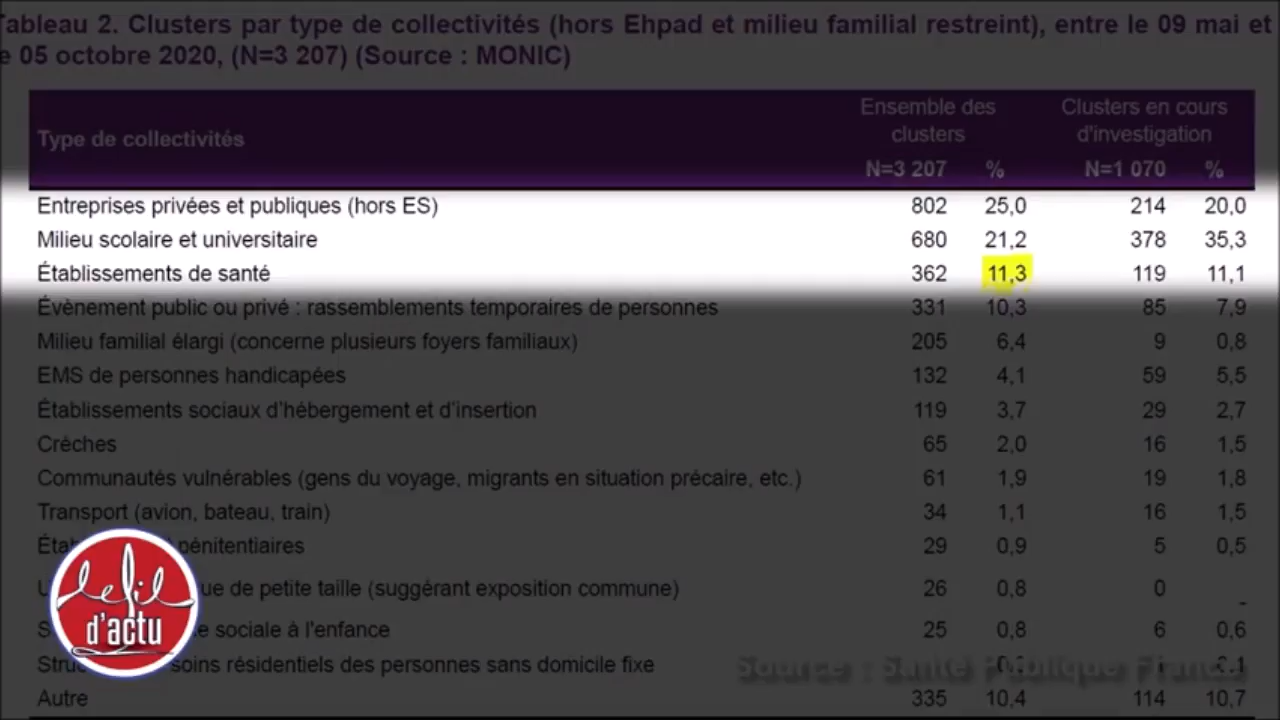 Tableau 2. Clusters par type de collectivités (hors Ehpad et milieu familial restreint), entre le 09 mai et
le 05 octobre 2020, (N=3 207) (Source : MONIC)
Type de collectivités Ensemble des clusters Clusters en cours d'investigation
N=3 207 % N=1 070 %
Entreprises privées et publiques (hors ES) 802 25,0 214 20,0
Milieu scolaire et universitaire 680 21,2 378 35,3
Établissements de santé 362 11,3 119 11,1
Évènement public ou privé : rassemblements temporaires de personnes 331 10,3 85 7,9
Milieu familial élargi (concerne plusieurs foyers familiaux) 205 6,4 9 0,8
EMS de personnes handicapées 132 4,1 59 5,5
Établissements sociaux d'hébergement et d'insertion 119 3,7 29 2,7
Crèches 65 2,0 16 1,5
Communautés vulnérables (gens du voyage, migrants en situation précaire, etc.) 61 1,9 19 1,8
Transport (avion, bateau, train) 34 1,1 16 1,5
pénitentiaires 29 0,9 5 0,5
de petite taille (suggérant exposition commune) 26 0,8 0 -
sociale à l'enfance 25 0,8 6 0,6
soins résidentiels des personnes sans domicile fixe
Autre 335 10,4 114 10,7
le fil
d'actu
Source : Santé Publique France